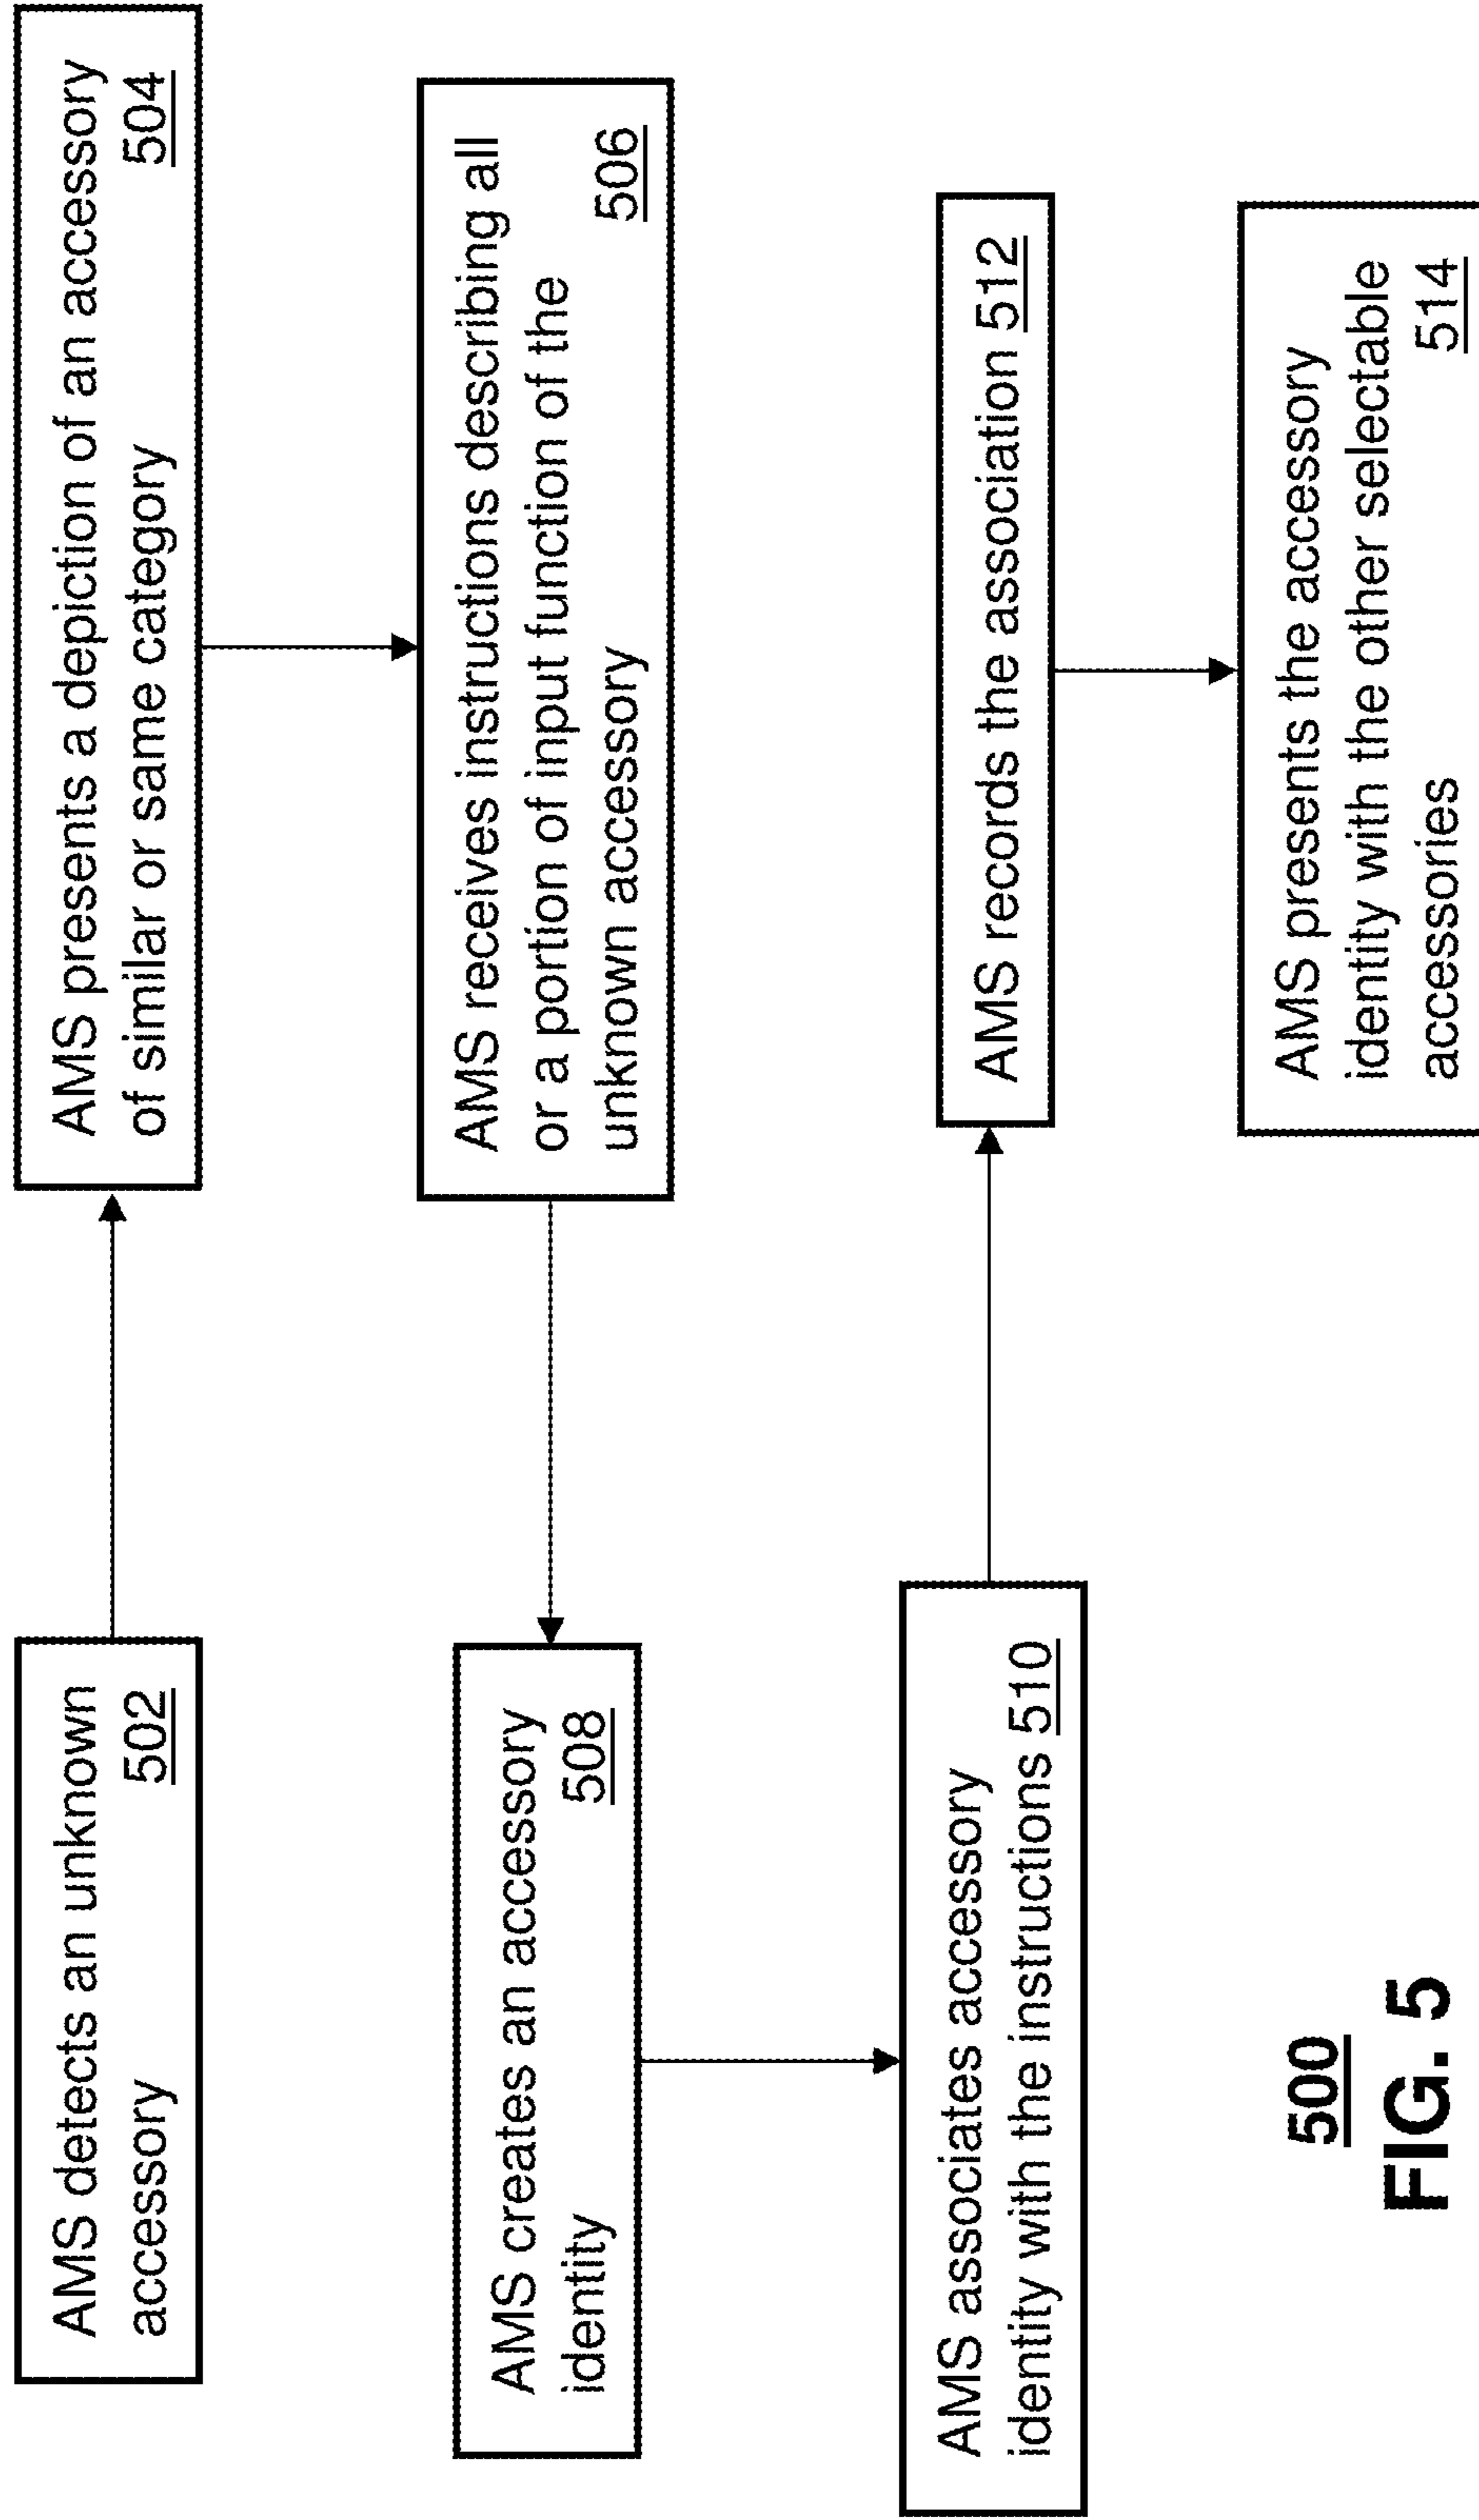 AMS detects an unknown
accessory 502
AMS presents a depiction of an accessory
of similar or same category 504
AMS receives instructions describing all
or a portion of input function of the
unknown accessory 506
AMS creates an accessory
identity 508
AMS associates accessory
identity with the instructions 510
AMS records the association 512
AMS presents the accessory
identity with the other selectable
accessories 514
500
FIG. 5